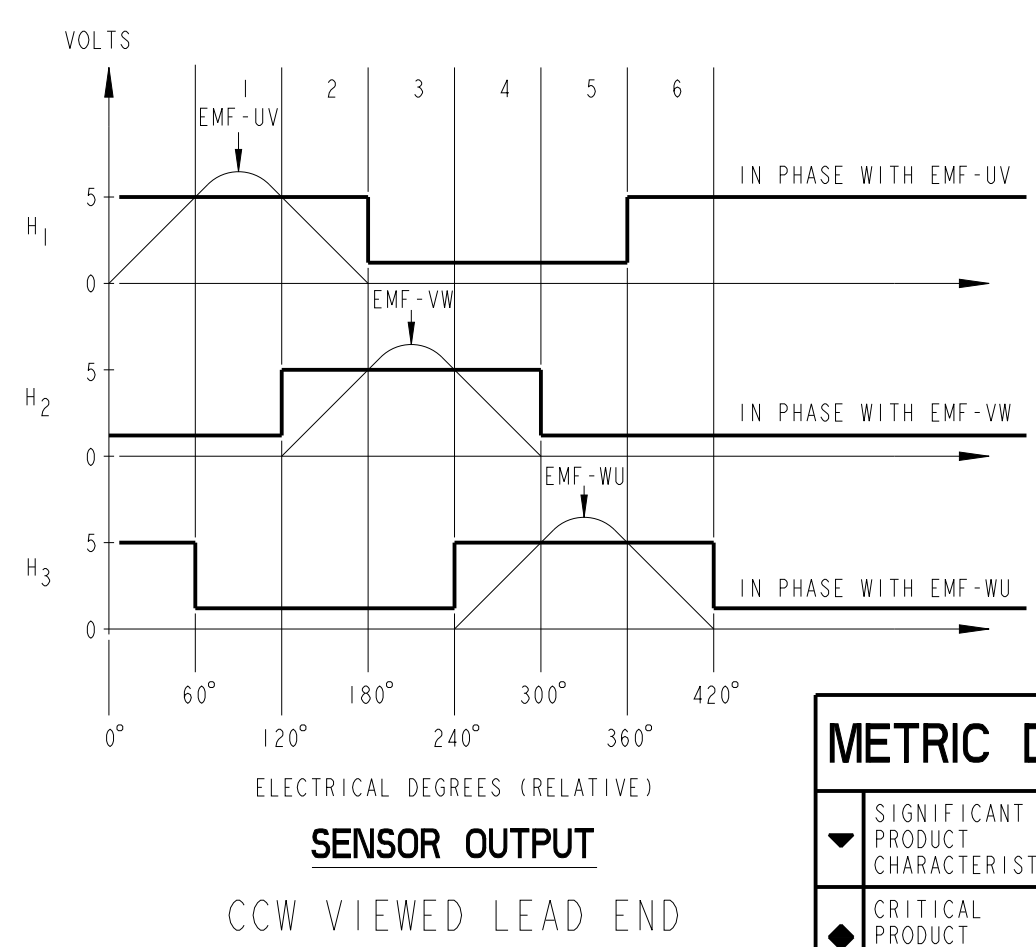 VOLTS
1 2 3 4 5 6
EMF-UV
IN PHASE WITH EMF-UV
5
H1
0
EMF-VW
5
H2
IN PHASE WITH EMF-VW
0
EMF-WU
5
H3
IN PHASE WITH EMF-WU
0
60° 180° 300° 420°
0° 120° 240° 360°
ELECTRICAL DEGREES (RELATIVE)
SENSOR OUTPUT
CCW VIEWED LEAD END
METRIC D
SIGNIFICANT
PRODUCT
CHARACTERIST
CRITICAL
PRODUCT